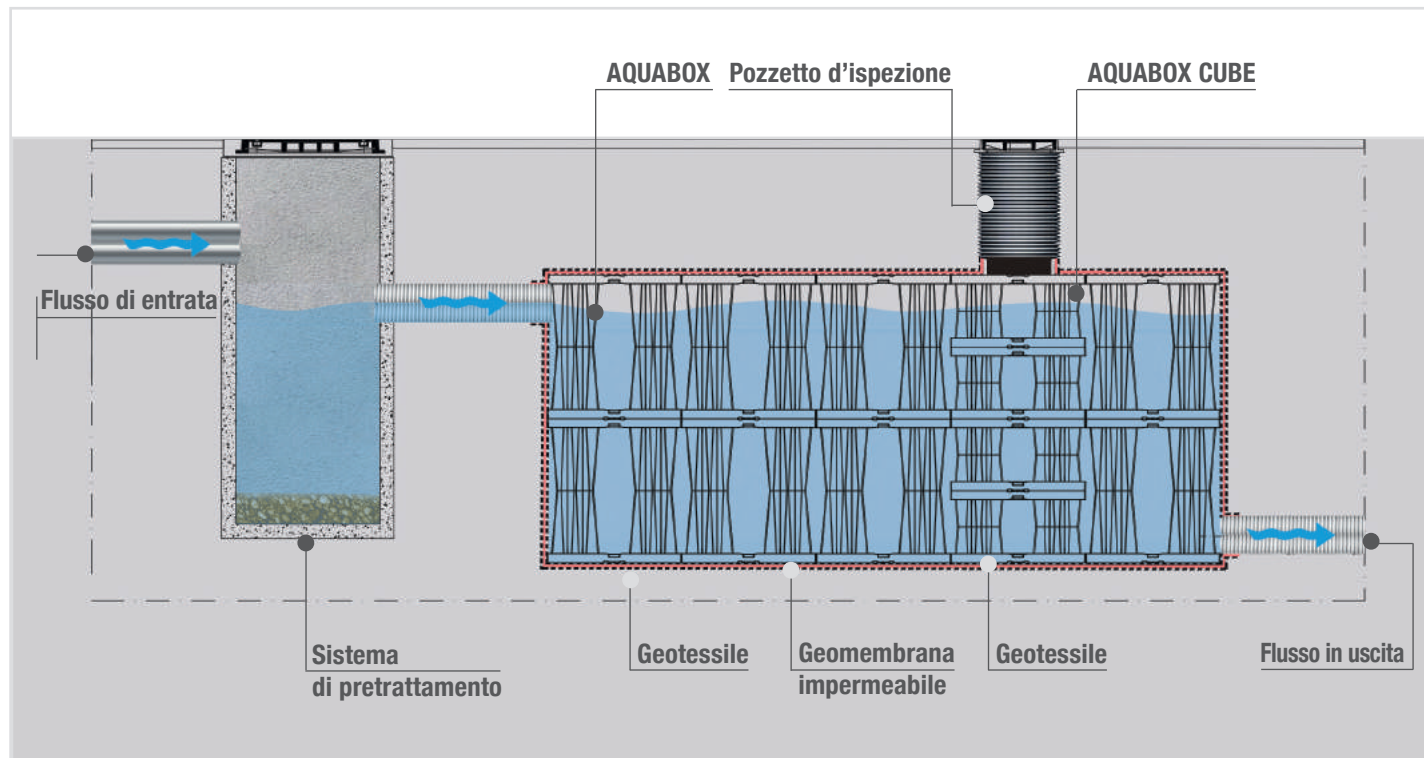 AQUABOX
Pozzetto d’ispezione
AQUABOX CUBE
Flusso di entrata
Sistema
di pretrattamento
Geotessile
Geomembrana
impermeabile
Geotessile
Flusso in uscita